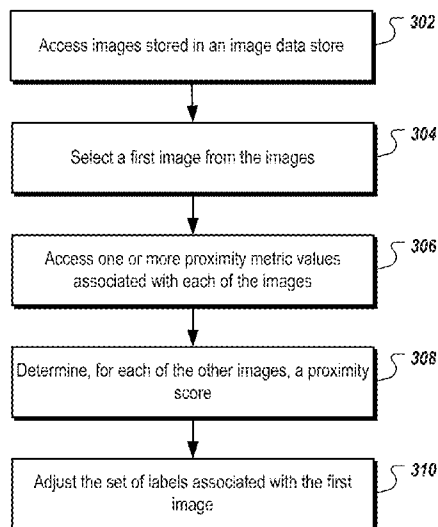 Access images stored in an image data store
302
Select a first image from the images
304
Access one or more proximity metric values
associated with each of the images
306
Determine, for each of the other images, a proximity
score
308
Adjust the set of labels associated with the first
image
310